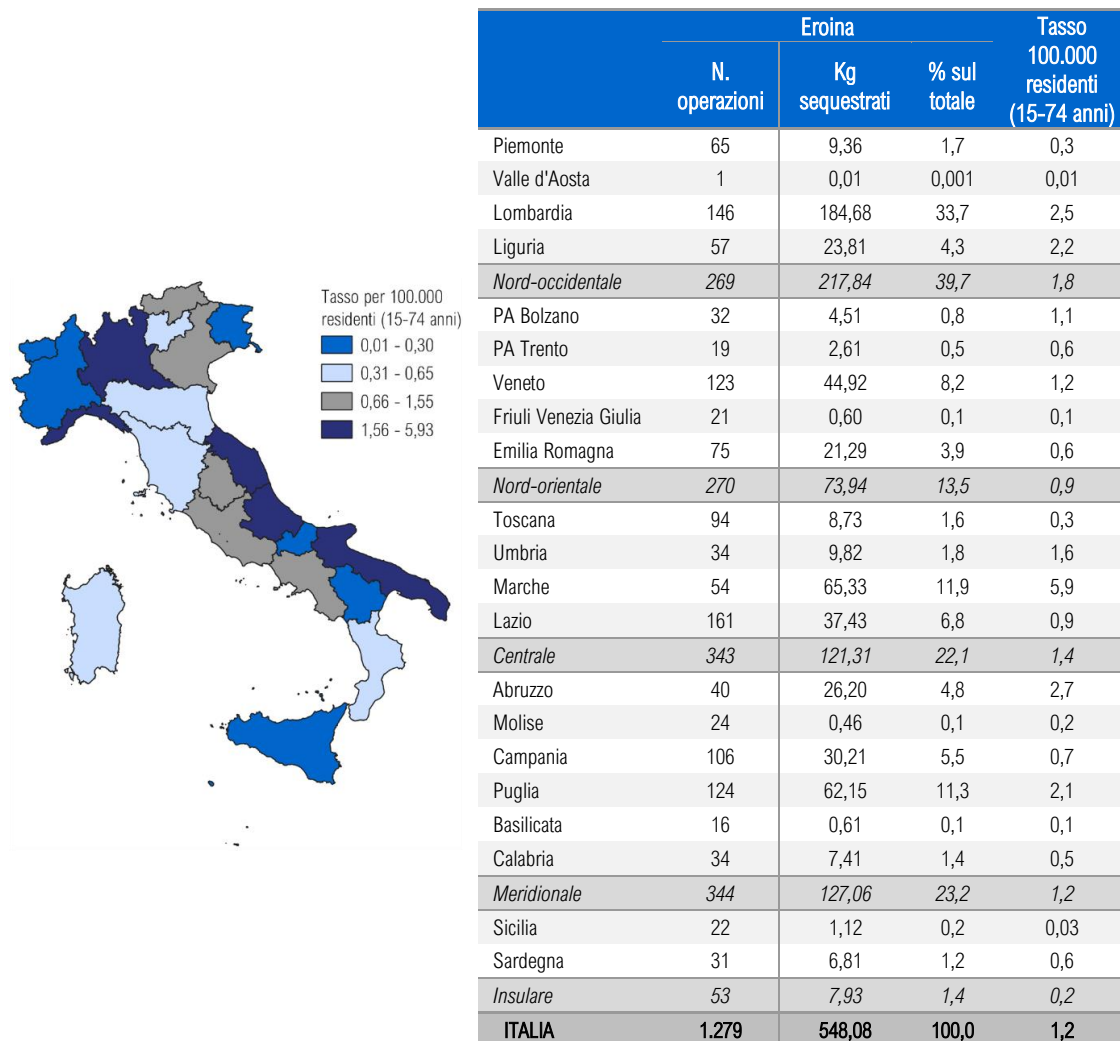 Tasso per 100.000
residenti (15-74 anni)
0,01 - 0,30
0,31 - 0,65
0,66 - 1,55
1,56 - 5,93
Eroina Tasso 100.000 residenti (15-74 anni)
N. operazioni Kg sequestrati % sul totale
Piemonte 65 9,36 1,7 0,3
Valle d'Aosta 1 0,01 0,001 0,01
Lombardia 146 184,68 33,7 2,5
Liguria 57 23,81 4,3 2,2
Nord-occidentale 269 217,84 39,7 1,8
PA Bolzano 32 4,51 0,8 1,1
PA Trento 19 2,61 0,5 0,6
Veneto 123 44,92 8,2 1,2
Friuli Venezia Giulia 21 0,60 0,1 0,1
Emilia Romagna 75 21,29 3,9 0,6
Nord-orientale 270 73,94 13,5 0,9
Toscana 94 8,73 1,6 0,3
Umbria 34 9,82 1,8 1,6
Marche 54 65,33 11,9 5,9
Lazio 161 37,43 6,8 0,9
Centrale 343 121,31 22,1 1,4
Abruzzo 40 26,20 4,8 2,7
Molise 24 0,46 0,1 0,2
Campania 106 30,21 5,5 0,7
Puglia 124 62,15 11,3 2,1
Basilicata 16 0,61 0,1 0,1
Calabria 34 7,41 1,4 0,5
Meridionale 344 127,06 23,2 1,2
Sicilia 22 1,12 0,2 0,03
Sardegna 31 6,81 1,2 0,6
Insulare 53 7,93 1,4 0,2
ITALIA 1.279 548,08 100,0 1,2